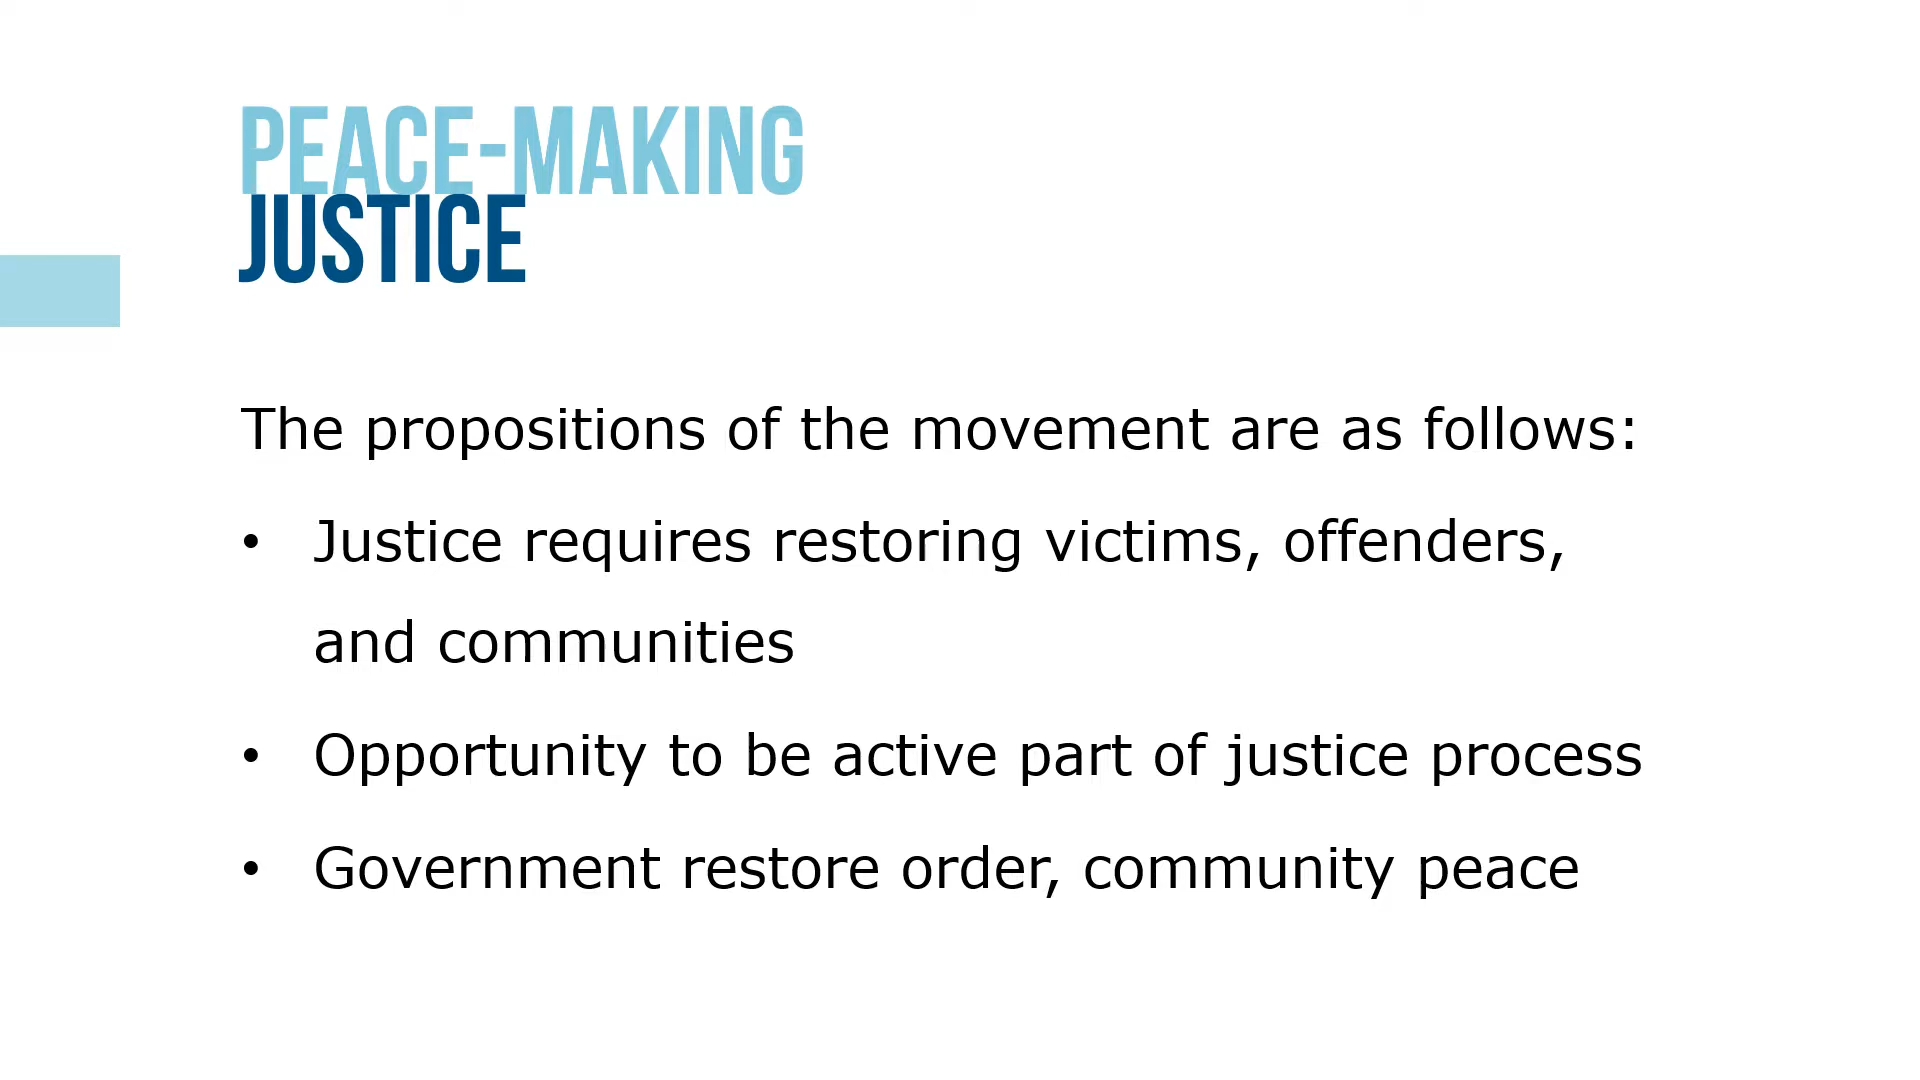 PEACE-MAKING
JUSTICE
The propositions of the movement are as follows:
• Justice requires restoring victims, offenders,
and communities
• Opportunity to be active part of justice process
• Government restore order, community peace